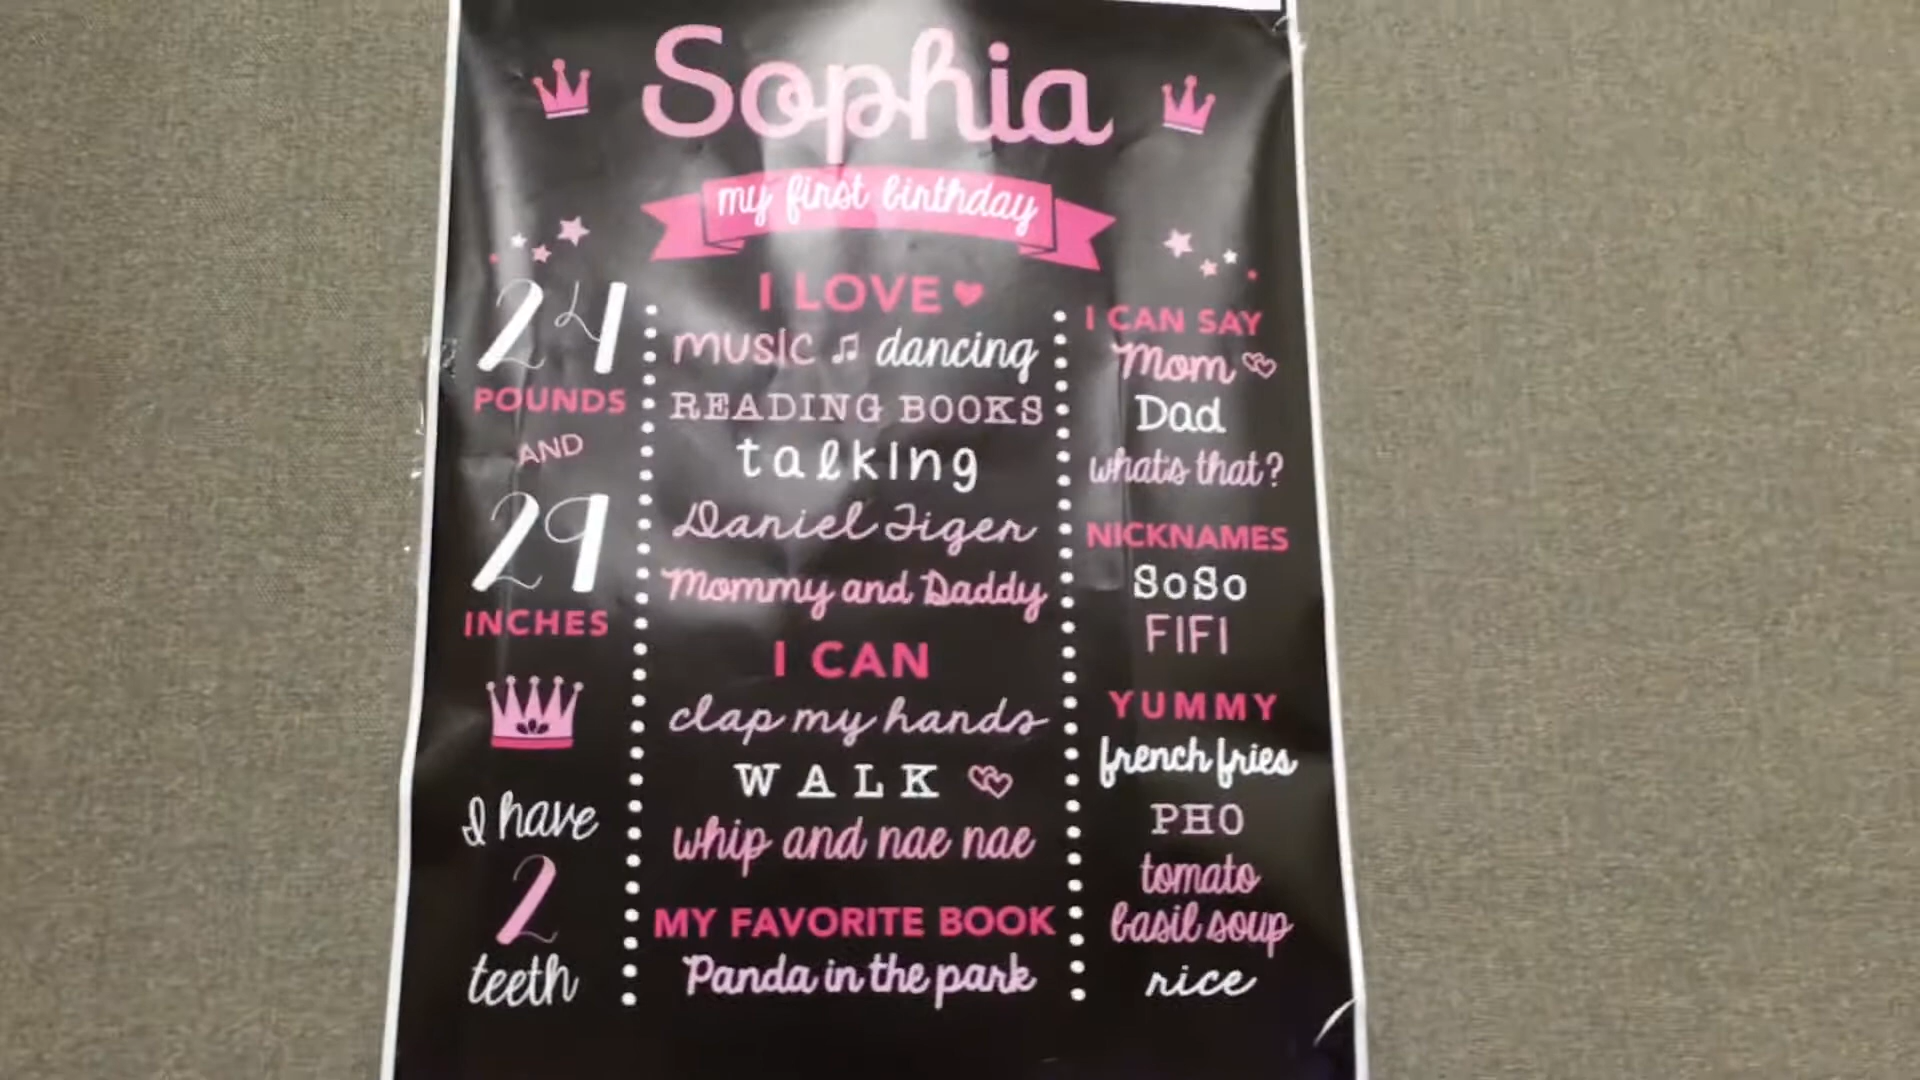 Sophia
my first birthday
24
POUNDS
AND
29
INCHES
I have
2
teeth
I LOVE
music dancing
READING BOOKS
talking
Daniel Tiger
Mommy and Daddy
I CAN
clap my hands
WALK
whip and nae nae
MY FAVORITE BOOK
Panda in the park
I CAN SAY
Mom
Dad
what's that?
NICKNAMES
SoSo
FIFI
YUMMY
french fries
PHO
tomato
basil soup
rice